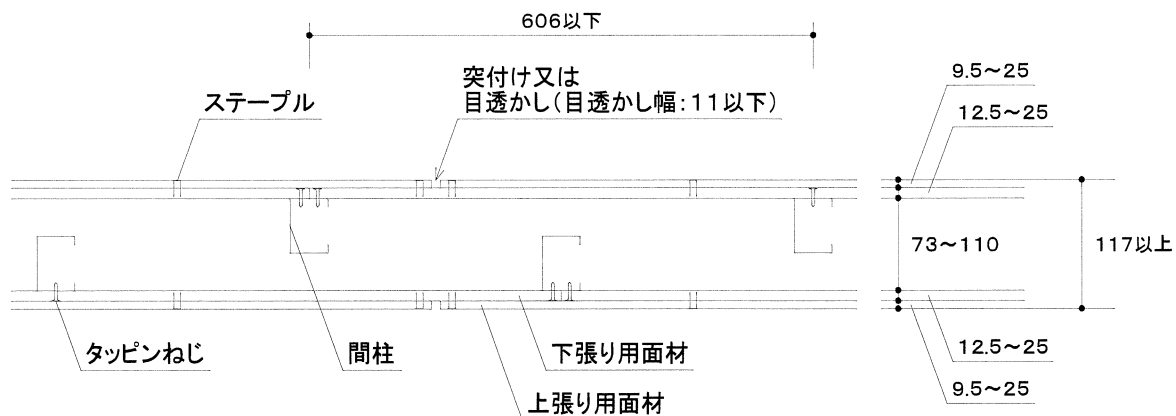 606以下
突付け又は
目透かし(目透かし幅:11以下)
ステープル
9.5~25
12.5~25
73~110
117以上
12.5~25
9.5~25
タッピンねじ
間柱
下張り用面材
上張り用面材